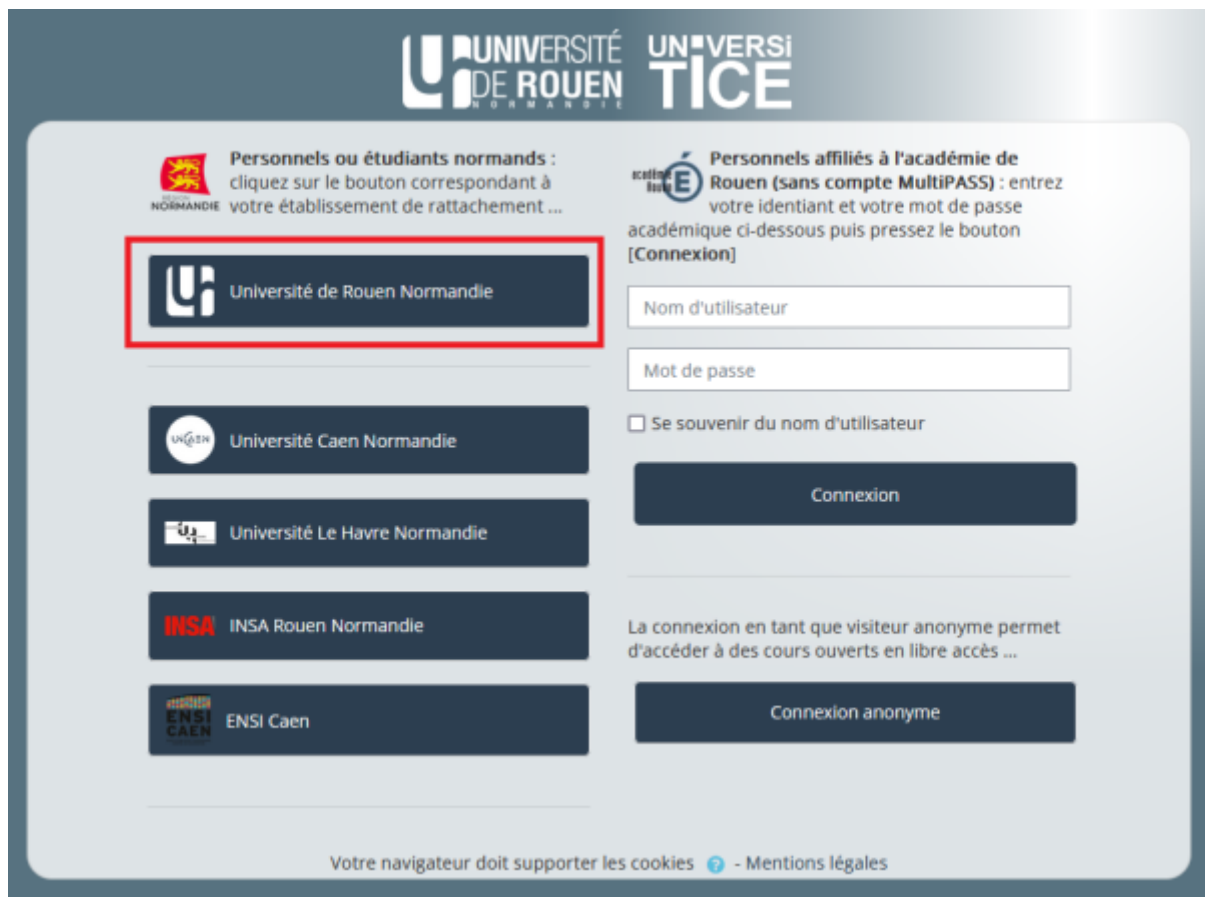 UNIVERSITÉ
DE ROUEN
NORMANDIE
UNIVERSi
TICE
RÉGION
NORMANDIE
Personnels ou étudiants normands :
cliquez sur le bouton correspondant à
votre établissement de rattachement ...
Université de Rouen Normandie
UNICAEN
Université Caen Normandie
Université Le Havre Normandie
INSA
INSA Rouen Normandie
ENSI
CAEN
ENSI Caen
académie
Rouen
É
Personnels affiliés à l'académie de
Rouen (sans compte MultiPASS) : entrez
votre identiant et votre mot de passe
académique ci-dessous puis pressez le bouton
[Connexion]
Nom d'utilisateur
Mot de passe
Se souvenir du nom d'utilisateur
Connexion
La connexion en tant que visiteur anonyme permet
d'accéder à des cours ouverts en libre accès ...
Connexion anonyme
Votre navigateur doit supporter les cookies ? - Mentions légales